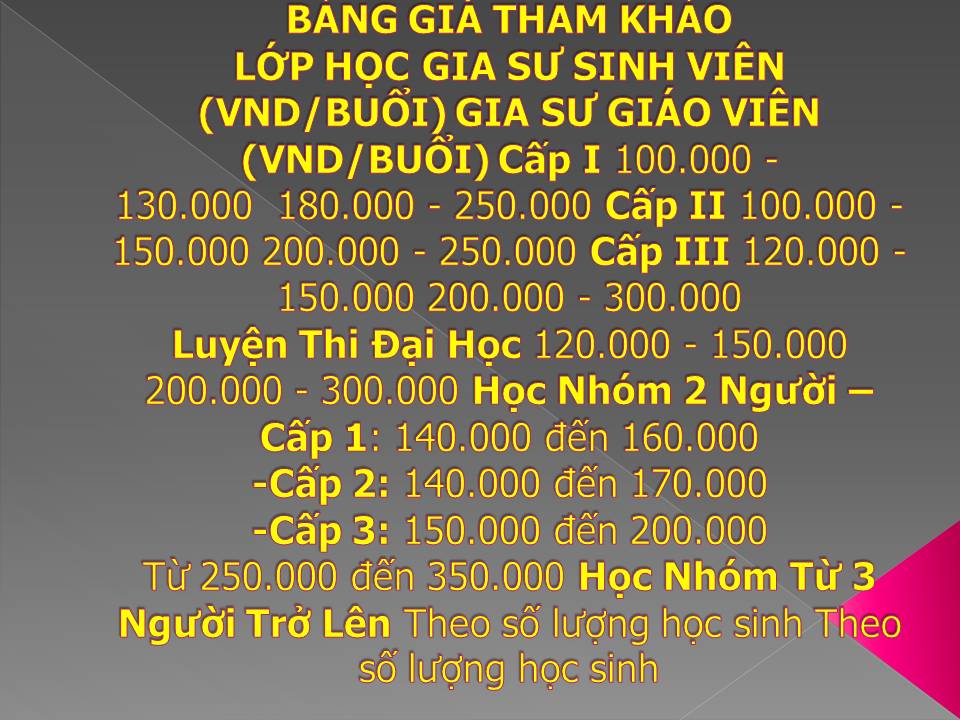 BẢNG GIÁ THAM KHẢO
LỚP HỌC GIA SƯ SINH VIÊN
(VND/BUỔI) GIA SƯ GIÁO VIÊN
(VND/BUỔI) Cấp I 100.000 -
130.000  180.000 - 250.000 Cấp II 100.000 -
150.000 200.000 - 250.000 Cấp III 120.000 -
150.000 200.000 - 300.000
Luyện Thi Đại Học 120.000 - 150.000
200.000 - 300.000 Học Nhóm 2 Người –
Cấp 1: 140.000 đến 160.000
-Cấp 2: 140.000 đến 170.000
-Cấp 3: 150.000 đến 200.000
Từ 250.000 đến 350.000 Học Nhóm Từ 3
Người Trở Lên Theo số lượng học sinh Theo
số lượng học sinh